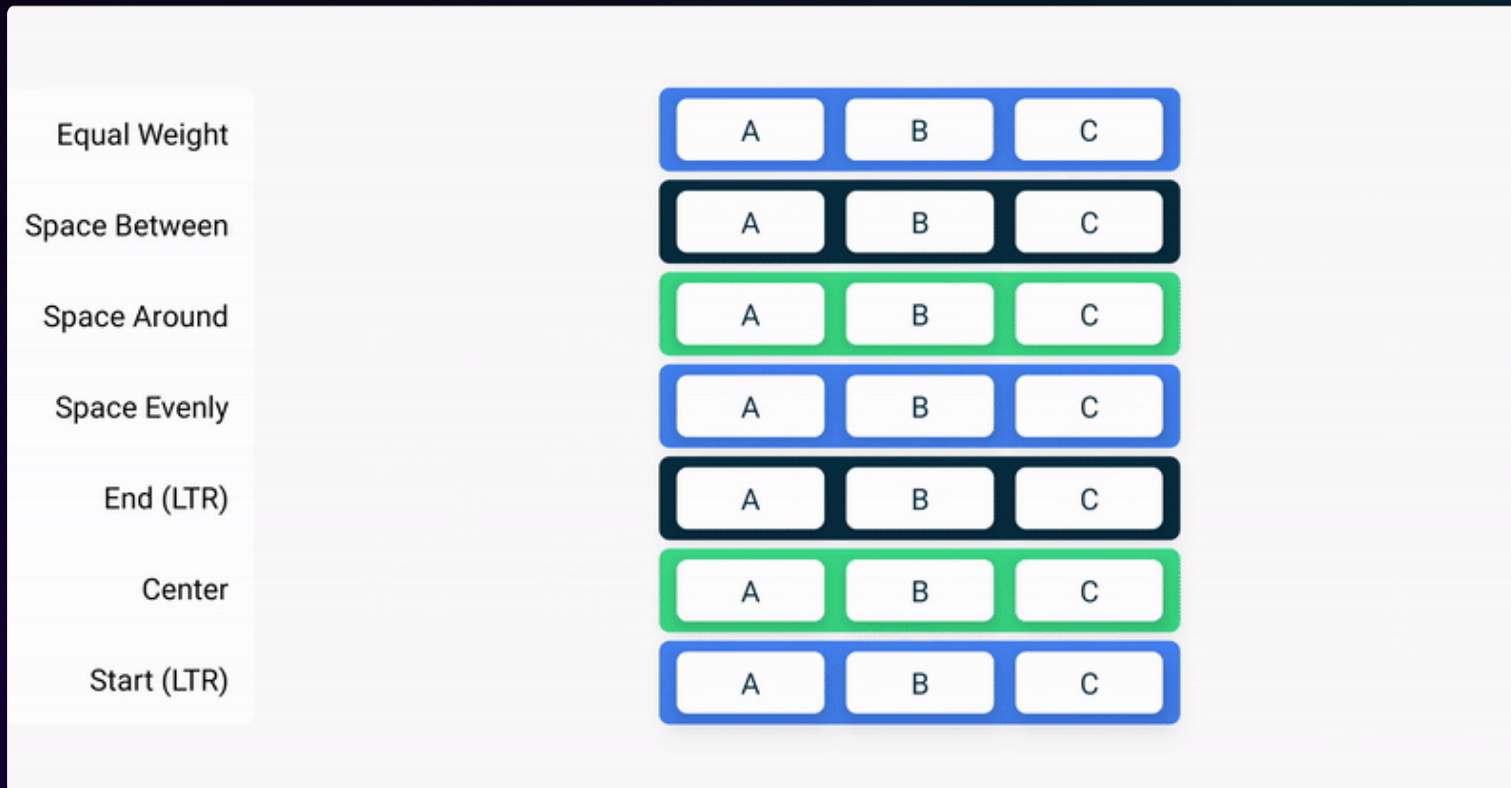 Equal Weight A B C
Space Between A B C
Space Around A B C
Space Evenly A B C
End (LTR) A B C
Center A B C
Start (LTR) A B C